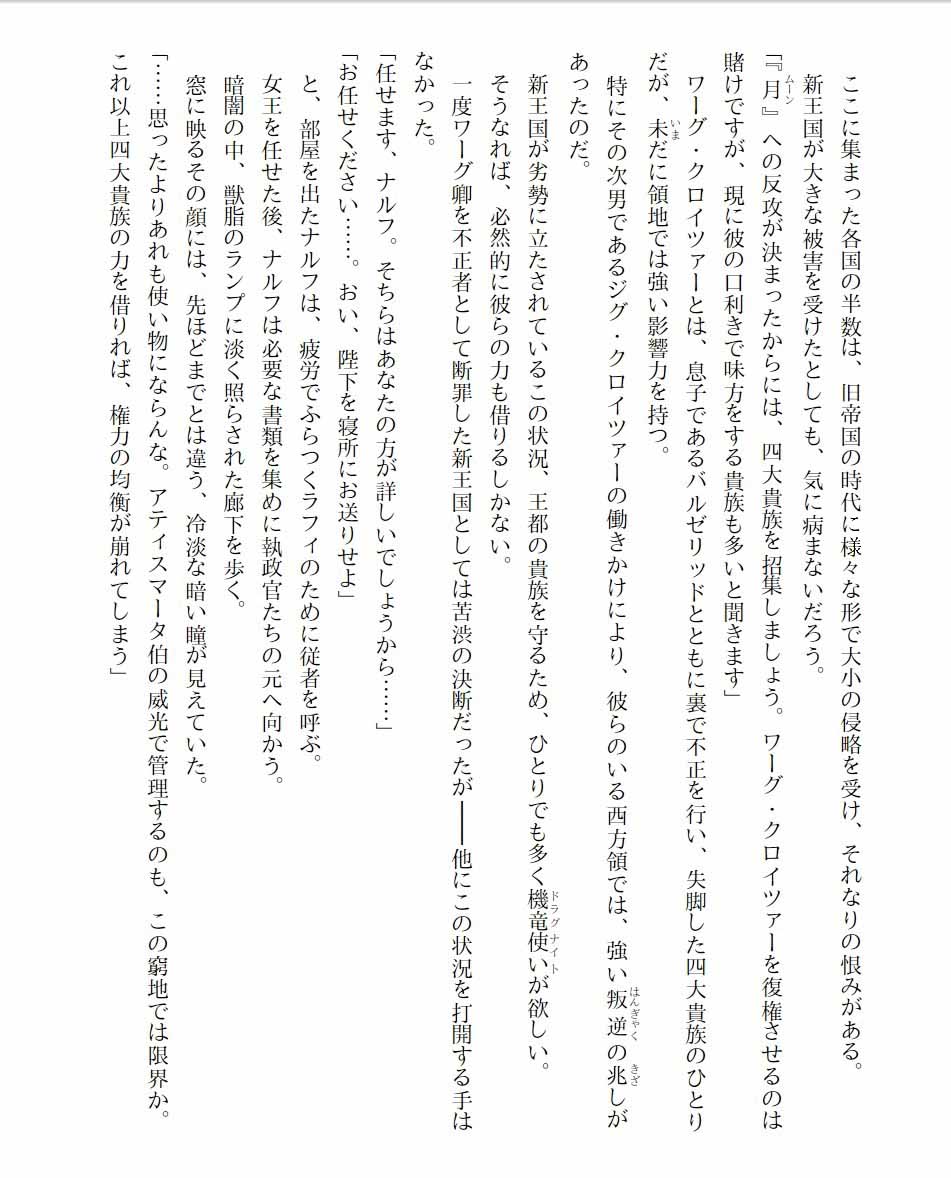 ここに集まった各国の半数は、旧帝国の時代に様々な形で大小の侵略を受け、それなりの恨みがある。
　新王国が大きな被害を受けたとしても、気に病まないだろう。
「『月』への反攻が決まったからには、四大貴族を招集しましょう。ワーグ・クロイツァーを復権させるのは
賭けですが、現に彼の口利きで味方をする貴族も多いと聞きます」
　ワーグ・クロイツァーとは、息子であるバルゼリッドとともに裏で不正を行い、失脚した四大貴族のひとり
だが、未だに領地では強い影響力を持つ。
　特にその次男であるジグ・クロイツァーの働きかけにより、彼らのいる西方領では、強い叛逆の兆しが
あったのだ。
　新王国が劣勢に立たされているこの状況、王都の貴族を守るため、ひとりでも多く機竜使いが欲しい。
　そうなれば、必然的に彼らの力も借りるしかない。
　一度ワーグ卿を不正者として断罪した新王国としては苦渋の決断だったが――他にこの状況を打開する手は
なかった。
「任せます、ナルフ。そちらはあなたの方が詳しいでしょうから……」
「お任せください……。おい、陛下を寝所にお送りせよ」
　と、部屋を出たナルフは、疲労でふらつくラフィのために従者を呼ぶ。
　女王を任せた後、ナルフは必要な書類を集めに執政官たちの元へ向かう。
　暗闇の中、獣脂のランプに淡く照らされた廊下を歩く。
　窓に映るその顔には、先ほどまでとは違う、冷淡な暗い瞳が見えていた。
「……思ったよりあれも使い物にならんな。アティスマータ伯の威光で管理するのも、この窮地では限界か。
これ以上四大貴族の力を借りれば、権力の均衡が崩れてしまう」
ムーン
いま
はんぎゃく
きざ
ドラグナイト